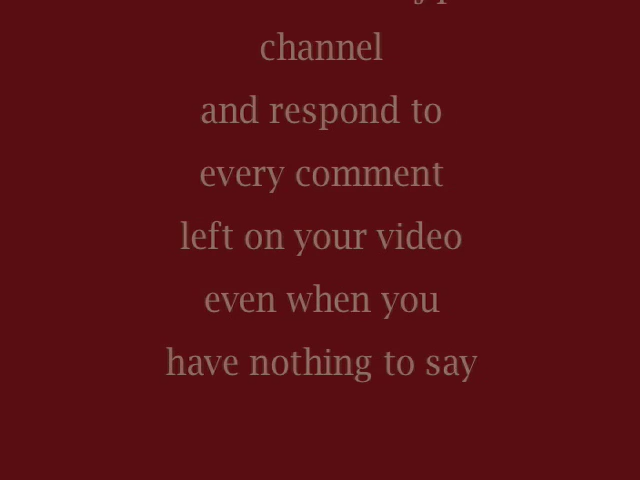 channel
and respond to
every comment
left on your video
even when you
have nothing to say